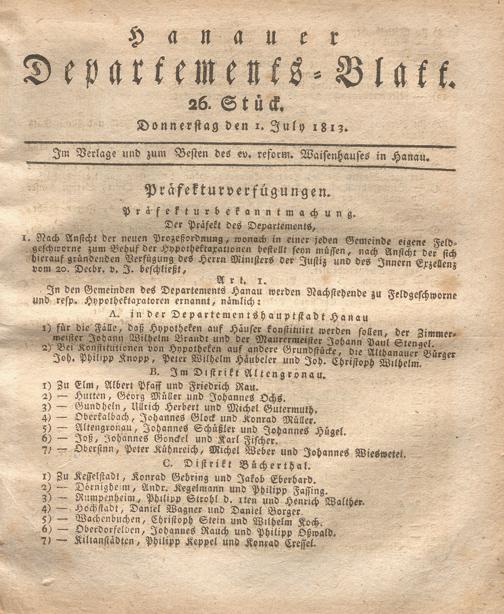 Hanauer
Departements-Blatt.
26. Stück.
Donnerstag den 1. July 1813.
Im Verlage und zum Besten des ev. reform. Waisenhauses in Hanau.
Präfekturverfügungen.
Präfekturbekanntmachung.
Der Präfekt des Departements,
1. Nach Ansicht der neuen Prozeßordnung, wonach in einer jeden Gemeinde eigene Feld-
geschworne zum Behuf der Hypothektaxationen bestellt seyn müssen, nach Ansicht der sich
hierauf gründenden Verfügung des Herrn Ministers der Justiz und des Innern Exzellenz
vom 20. Decbr. v. J. beschließt,
Art. 1.
In den Gemeinden des Departements Hanau werden Nachstehende zu Feldgeschworne
und resp. Hypothektaxatoren ernannt, nämlich:
A. in der Departementshauptstadt Hanau
1) für die Fälle, daß Hypotheken auf Häuser konstituirt werden sollen, der Zimmer-
meister Johann Wilhelm Brandt und der Maurermeister Johann Paul Stengel.
2) Bei Konstitutionen von Hypotheken auf andere Grundstücke, die Althanauer Bürger
Joh. Philipp Knopp, Peter Wilhelm Häubeler und Joh. Christoph Wilhelm.
B. Im Distrikt Altengronau.
1) Zu Elm, Albert Pfaff und Friedrich Rau.
2) — Hutten, Georg Müller und Johannes Ochs.
3) — Gundhelm, Ullrich Herbert und Michel Gutermuth.
4) — Oberkalbach, Johannes Glock und Konrad Müller.
5) — Altengronau, Johannes Schüßler und Johannes Hügel.
6) — Joß, Johannes Gonckel und Karl Fischer.
7) — Obersinn, Peter Kühnreich, Michel Weber und Johannes Wieswetel.
C. Distrikt Bücherthal.
1) Zu Kesselstadt, Konrad Gehring und Jakob Eberhard.
2) — Dörnigheim, Andr. Kegelmann und Philipp Fassing.
3) — Rumpenheim, Philipp Strohl d. 1ten und Henrich Walther.
4) — Hochstadt, Daniel Wagner und Daniel Borger.
5) — Wachenbuchen, Christoph Stein und Wilhelm Koch.
6) — Oberdorfelden, Johannes Rauch und Philipp Oßwald.
7) — Kilianstädten, Philipp Keppel und Konrad Cressel.